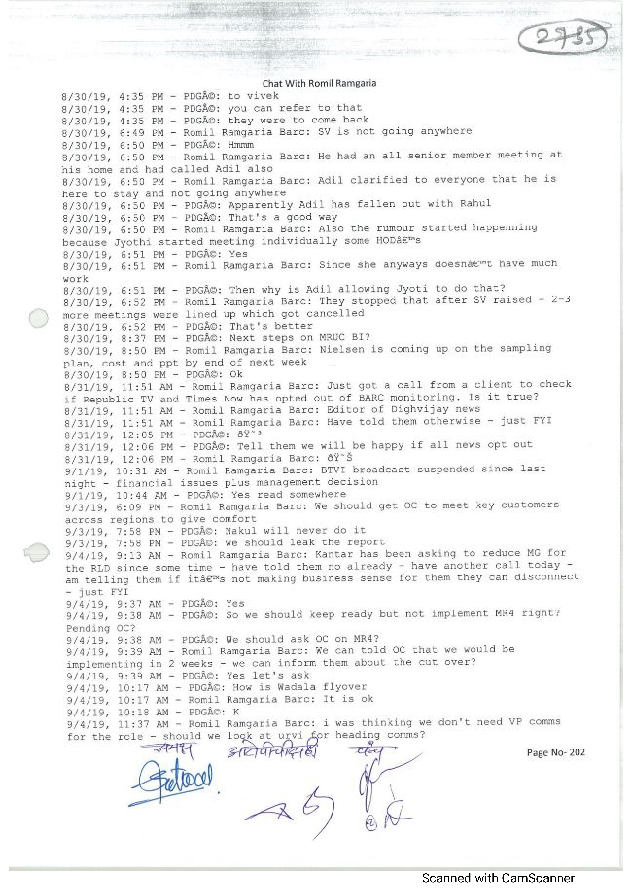 2735
Chat With Romil Ramgaria
8/30/19, 4:35 PM - PDGÃ©: to vivek
8/30/19, 4:35 PM - PDGÃ©: you can refer to that
8/30/19, 4:35 PM - PDGÃ©: they were to come back
8/30/19, 6:49 PM - Romil Ramgaria Barc: SV is not going anywhere
8/30/19, 6:50 PM - PDGÃ©: Hmmm
8/30/19, 6:50 PM - Romil Ramgaria Barc: He had an all senior member meeting at
his home and had called Adil also
8/30/19, 6:50 PM - Romil Ramgaria Barc: Adil clarified to everyone that he is
here to stay and not going anywhere
8/30/19, 6:50 PM - PDGÃ©: Apparently Adil has fallen out with Rahul
8/30/19, 6:50 PM - PDGÃ©: That's a good way
8/30/19, 6:50 PM - Romil Ramgaria Barc: Also the rumour started happenning
because Jyothi started meeting individually some HODâ€™s
8/30/19, 6:51 PM - PDGÃ©: Yes
8/30/19, 6:51 PM - Romil Ramgaria Barc: Since she anyways doesnâ€™t have much
work
8/30/19, 6:51 PM - PDGÃ©: Then why is Adil allowing Jyoti to do that?
8/30/19, 6:52 PM - Romil Ramgaria Barc: They stopped that after SV raised - 2-3
more meetings were lined up which got cancelled
8/30/19, 6:52 PM - PDGÃ©: That's better
8/30/19, 8:37 PM - PDGÃ©: Next steps on MRUC BI?
8/30/19, 8:50 PM - Romil Ramgaria Barc: Nielsen is coming up on the sampling
plan, cost and ppt by end of next week
8/30/19, 8:50 PM - PDGÃ©: Ok
8/31/19, 11:51 AM - Romil Ramgaria Barc: Just got a call from a client to check
if Republic TV and Times Now has opted out of BARC monitoring. Is it true?
8/31/19, 11:51 AM - Romil Ramgaria Barc: Editor of Dighvijay news
8/31/19, 11:51 AM - Romil Ramgaria Barc: Have told them otherwise - just FYI
8/31/19, 12:05 PM - PDGÃ©:
8/31/19, 12:06 PM - PDGÃ©: Tell them we will be happy if all news opt out
8/31/19, 12:06 PM - Romil Ramgaria Barc: ðŸ˜Š
9/1/19, 10:31 AM - Romil Ramgaria Barc: BTVI broadcast suspended since last
night - financial issues plus management decision
9/1/19, 10:44 AM - PDGÃ©: Yes read somewhere
9/3/19, 6:09 PM - Romil Ramgaria Barc: We should get OC to meet key customers
across regions to give comfort
9/3/19, 7:58 PM - PDGÃ©: Nakul will never do it
9/3/19, 7:58 PM - PDGÃ©: We should leak the report
9/4/19, 9:13 AM - Romil Ramgaria Barc: Kantar has been asking to reduce MG for
the RLD since some time - have told them no already - have another call today -
am telling them if itâ€™s not making business sense for them they can disconnect
- just FYI
9/4/19, 9:37 AM - PDGÃ©: Yes
9/4/19, 9:38 AM - PDGÃ©: So we should keep ready but not implement MR4 right?
Pending OC?
9/4/19, 9:38 AM - PDGÃ©: We should ask OC on MR4?
9/4/19, 9:39 AM - Romil Ramgaria Barc: We can told OC that we would be
implementing in 2 weeks - we can inform them about the cut over?
9/4/19, 9:39 AM - PDGÃ©: Yes let's ask
9/4/19, 10:17 AM - PDGÃ©: How is Wadala flyover
9/4/19, 10:17 AM - Romil Ramgaria Barc: It is ok
9/4/19, 10:18 AM - PDGÃ©: K
9/4/19, 11:37 AM - Romil Ramgaria Barc: i was thinking we don't need VP comms
for the role - should we look at urvi for heading comms?
समक्ष
पंच
Page No- 202
Scanned with CamScanner